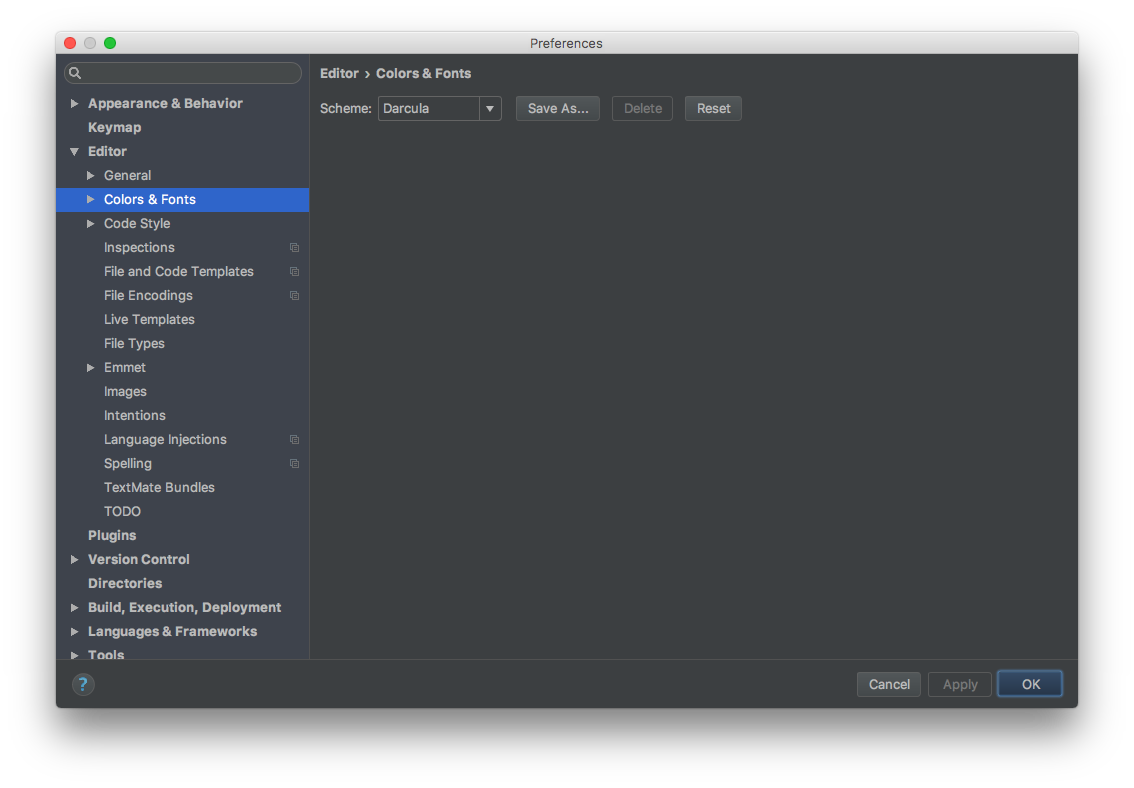 Preferences
Editor › Colors & Fonts
Scheme: Darcula Save As... Delete Reset
Appearance & Behavior
Keymap
Editor
General
Colors & Fonts
Code Style
Inspections
File and Code Templates
File Encodings
Live Templates
File Types
Emmet
Images
Intentions
Language Injections
Spelling
TextMate Bundles
TODO
Plugins
Version Control
Directories
Build, Execution, Deployment
Languages & Frameworks
Tools
? Cancel Apply OK